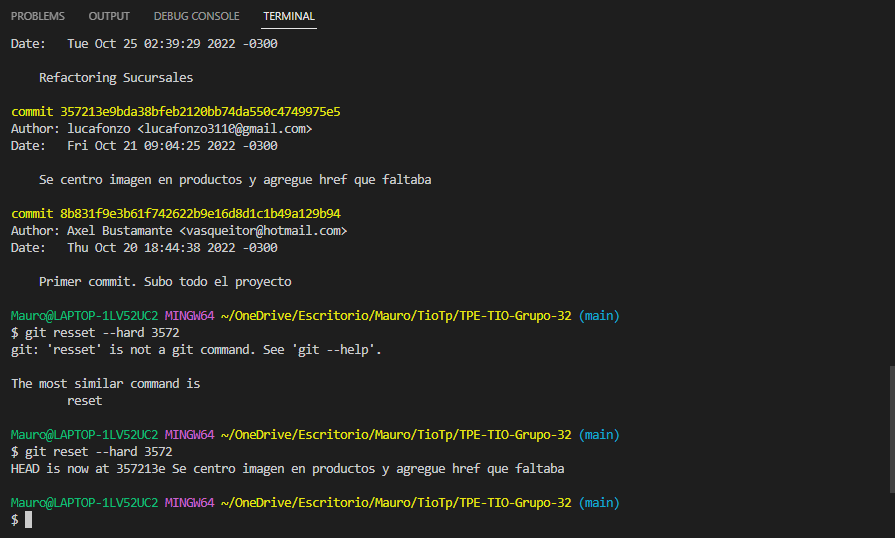 PROBLEMS OUTPUT DEBUG CONSOLE TERMINAL
Date:   Tue Oct 25 02:39:29 2022 -0300
    Refactoring Sucursales
commit 357213e9bda38bfeb2120bb74da550c4749975e5
Author: lucafonzo <lucafonzo3110@gmail.com>
Date:   Fri Oct 21 09:04:25 2022 -0300
    Se centro imagen en productos y agregue href que faltaba
commit 8b831f9e3b61f742622b9e16d8d1c1b49a129b94
Author: Axel Bustamante <vasqueitor@hotmail.com>
Date:   Thu Oct 20 18:44:38 2022 -0300
    Primer commit. Subo todo el proyecto
Mauro@LAPTOP-1LV52UC2 MINGW64 ~/OneDrive/Escritorio/Mauro/TioTp/TPE-TIO-Grupo-32 (main)
$ git resset --hard 3572
git: 'resset' is not a git command. See 'git --help'.
The most similar command is
        reset
Mauro@LAPTOP-1LV52UC2 MINGW64 ~/OneDrive/Escritorio/Mauro/TioTp/TPE-TIO-Grupo-32 (main)
$ git reset --hard 3572
HEAD is now at 357213e Se centro imagen en productos y agregue href que faltaba
Mauro@LAPTOP-1LV52UC2 MINGW64 ~/OneDrive/Escritorio/Mauro/TioTp/TPE-TIO-Grupo-32 (main)
$